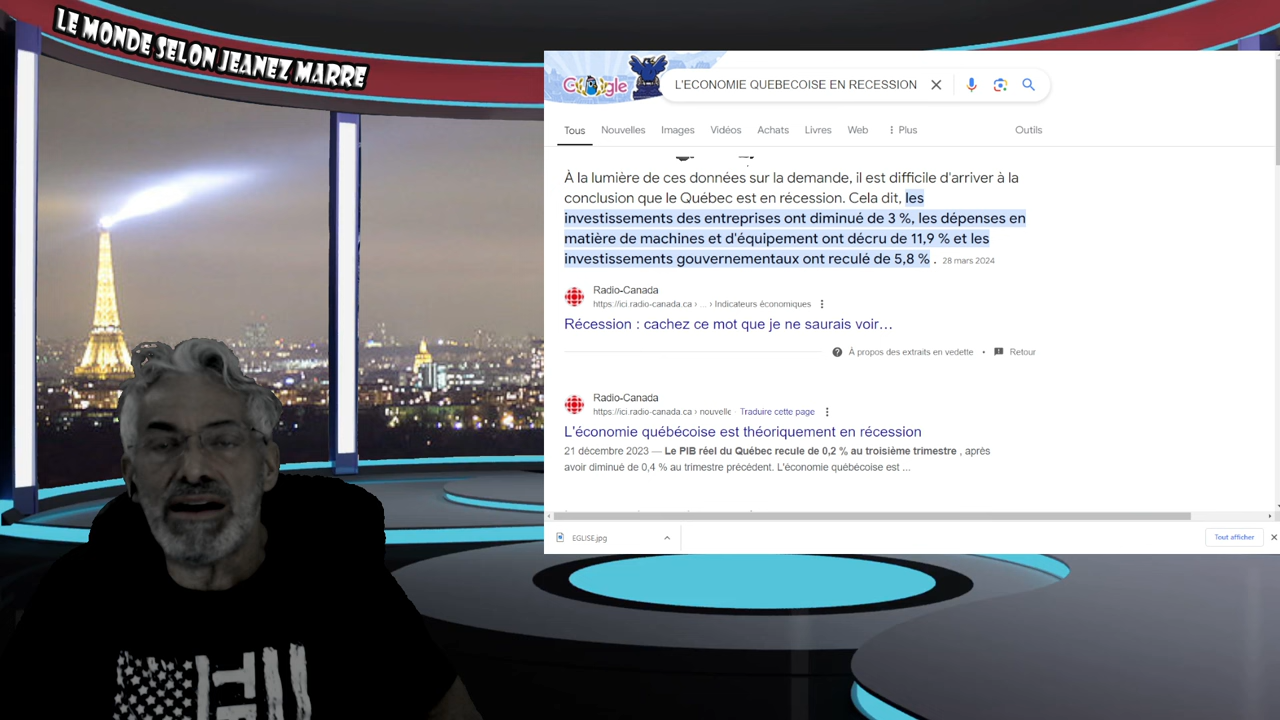 LE MONDE SELON JEANEZ MARRE
Google
L'ECONOMIE QUEBECOISE EN RECESSION
Tous Nouvelles Images Vidéos Achats Livres Web Plus Outils
À la lumière de ces données sur la demande, il est difficile d'arriver à la
conclusion que le Québec est en récession. Cela dit, les
investissements des entreprises ont diminué de 3 %, les dépenses en
matière de machines et d'équipement ont décru de 11,9 % et les
investissements gouvernementaux ont reculé de 5,8 % . 28 mars 2024
Radio-Canada
https://ici.radio-canada.ca › ... › Indicateurs économiques
Récession : cachez ce mot que je ne saurais voir…
À propos des extraits en vedette • Retour
Radio-Canada
https://ici.radio-canada.ca › nouvelle Traduire cette page
L'économie québécoise est théoriquement en récession
21 décembre 2023 — Le PIB réel du Québec recule de 0,2 % au troisième trimestre , après
avoir diminué de 0,4 % au trimestre précédent. L'économie québécoise est ...
EGLISE.jpg
Tout afficher